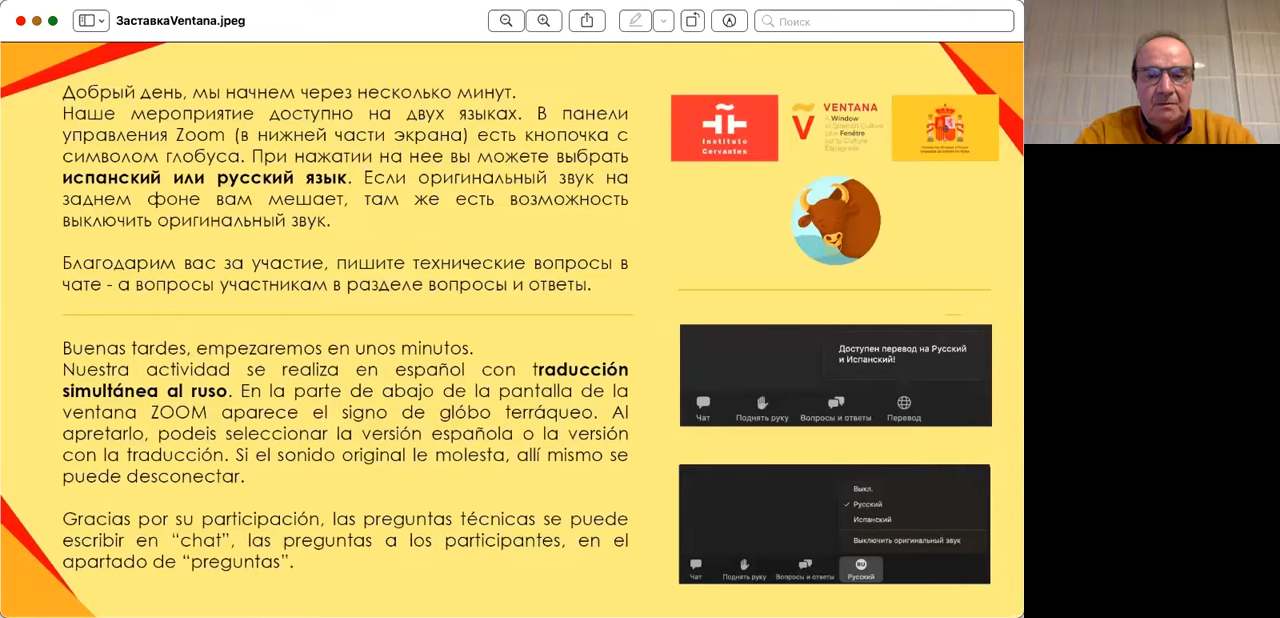 ЗаставкаVentana.jpeg
Поиск
Добрый день, мы начнем через несколько минут.
Наше мероприятие доступно на двух языках. В панели
управления Zoom (в нижней части экрана) есть кнопочка с
символом глобуса. При нажатии на нее вы можете выбрать
испанский или русский язык. Если оригинальный звук на
заднем фоне вам мешает, там же есть возможность
выключить оригинальный звук.
Благодарим вас за участие, пишите технические вопросы в
чате - а вопросы участникам в разделе вопросы и ответы.
Buenas tardes, empezaremos en unos minutos.
Nuestra actividad se realiza en español con traducción
simultánea al ruso. En la parte de abajo de la pantalla de la
ventana ZOOM aparece el signo de glóbo terráqueo. Al
apretarlo, podeis seleccionar la versión española o la versión
con la traducción. Si el sonido original le molesta, allí mismo se
puede desconectar.
Gracias por su participación, las preguntas técnicas se puede
escribir en “chat”, las preguntas a los participantes, en el
apartado de “preguntas”.
Instituto
Cervantes
VENTANA
A Window
to Spanish Culture
Une Fenêtre
sur la Culture
Espagnole
Доступен перевод на Русский
и Испанский!
Чат
Поднять руку
Вопросы и ответы
Перевод
Выкл.
✓ Русский
Испанский
Выключить оригинальный звук
RU
Чат
Поднять руку
Вопросы и ответы
Русский